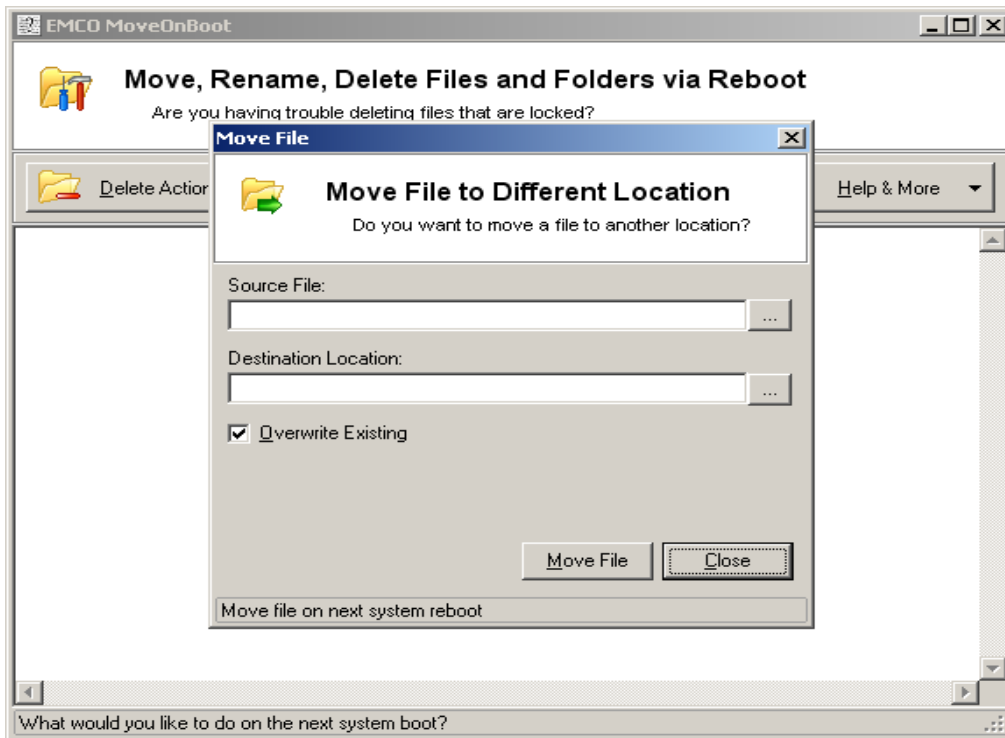 EMCO MoveOnBoot
Move, Rename, Delete Files and Folders via Reboot
Are you having trouble deleting files that are locked?
Delete Action
Help & More
Move File
Move File to Different Location
Do you want to move a file to another location?
Source File:
...
Destination Location:
...
Overwrite Existing
Move File
Close
Move file on next system reboot
What would you like to do on the next system boot?